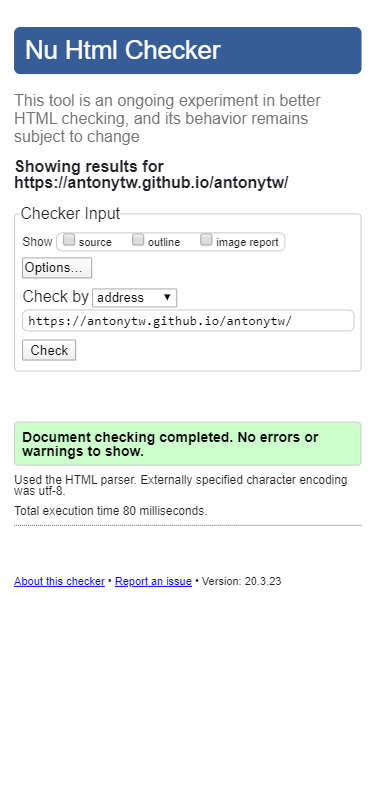 Nu Html Checker
This tool is an ongoing experiment in better
HTML checking, and its behavior remains
subject to change
Showing results for
https://antonytw.github.io/antonytw/
Checker Input
Show source outline image report
Options...
Check by address
https://antonytw.github.io/antonytw/
Check
Document checking completed. No errors or
warnings to show.
Used the HTML parser. Externally specified character encoding
was utf-8.
Total execution time 80 milliseconds.
About this checker • Report an issue • Version: 20.3.23